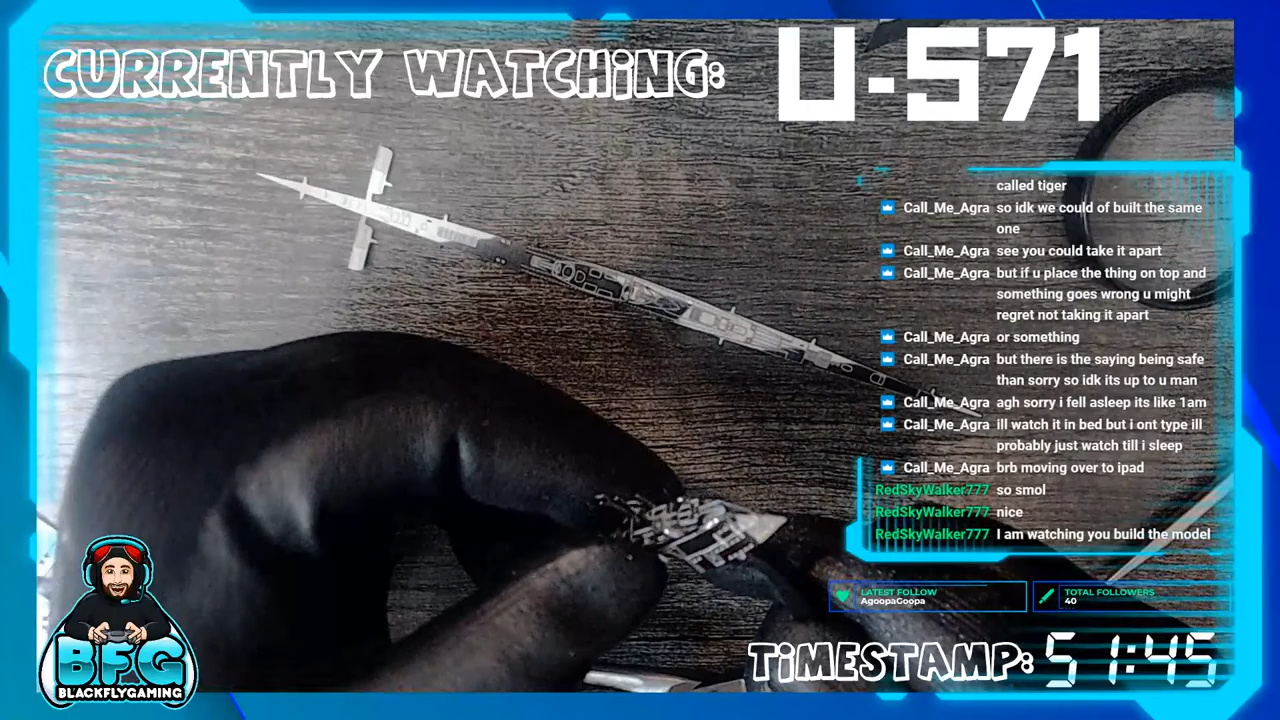 CURRENTLY WATCHING:
U-571
called tiger
Call_Me_Agra so idk we could of built the same
one
Call_Me_Agra see you could take it apart
Call_Me_Agra but if u place the thing on top and
something goes wrong u might
regret not taking it apart
Call_Me_Agra or something
Call_Me_Agra but there is the saying being safe
than sorry so idk its up to u man
Call_Me_Agra agh sorry i fell asleep its like 1am
Call_Me_Agra ill watch it in bed but i ont type ill
probably just watch till i sleep
Call_Me_Agra brb moving over to ipad
RedSkyWalker777 so smol
RedSkyWalker777 nice
RedSkyWalker777 I am watching you build the model
LATEST FOLLOW
AgoopaGoopa
TOTAL FOLLOWERS
40
TIMESTAMP: 51:45
BFG
BLACKFLYGAMING